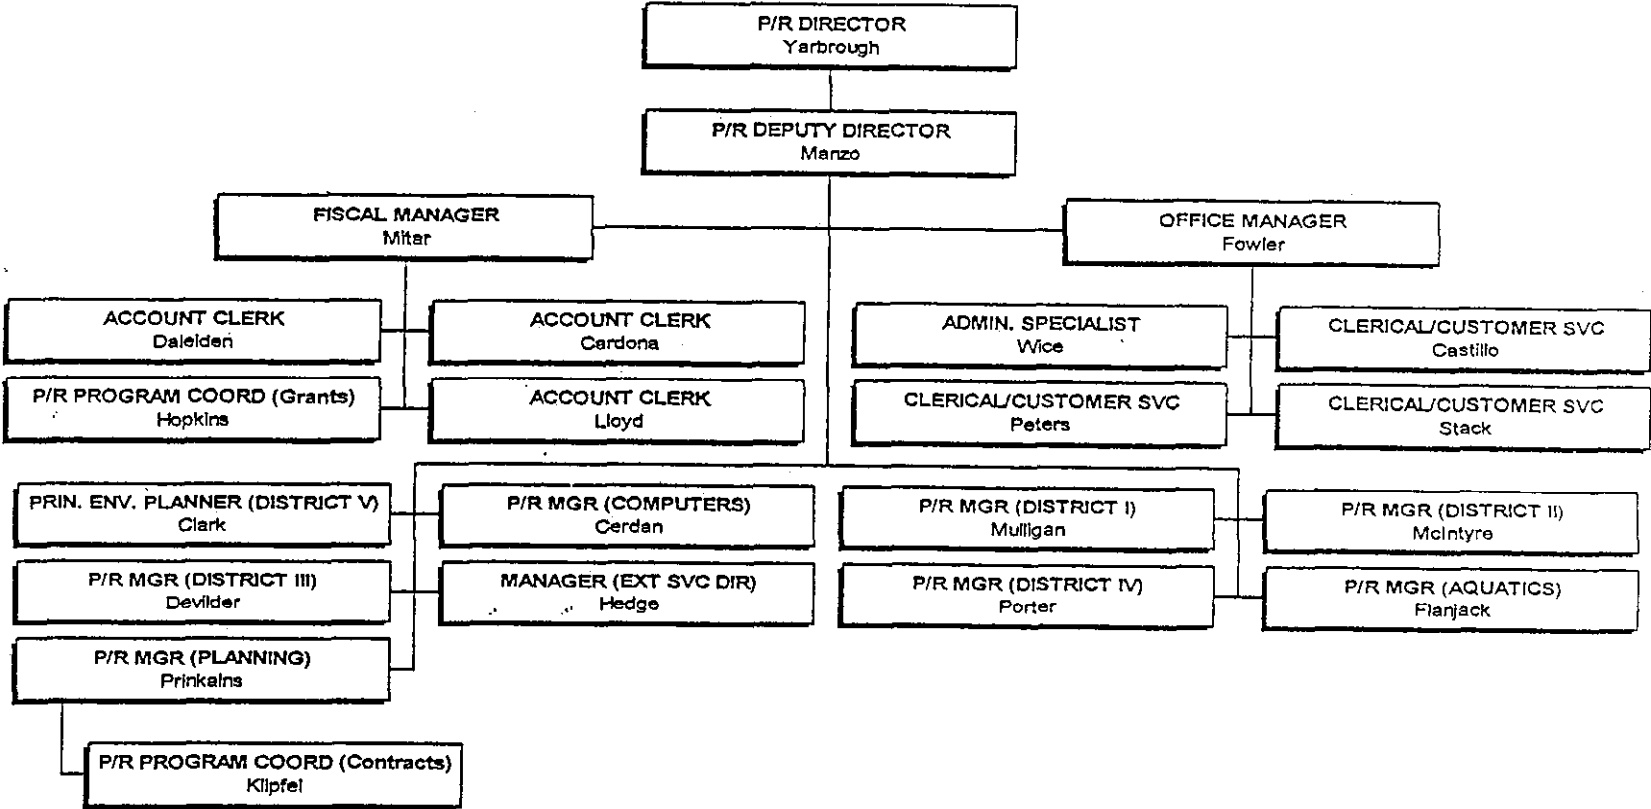 P/R DIRECTOR
Yarbrough
P/R DEPUTY DIRECTOR
Manzo
FISCAL MANAGER
Mitar
OFFICE MANAGER
Fowler
ACCOUNT CLERK
Daleiden
ACCOUNT CLERK
Cardona
ADMIN. SPECIALIST
Wice
CLERICAL/CUSTOMER SVC
Castillo
P/R PROGRAM COORD (Grants)
Hopkins
ACCOUNT CLERK
Lloyd
CLERICAL/CUSTOMER SVC
Peters
CLERICAL/CUSTOMER SVC
Stack
PRIN. ENV. PLANNER (DISTRICT V)
Clark
P/R MGR (COMPUTERS)
Cerdan
P/R MGR (DISTRICT I)
Mulligan
P/R MGR (DISTRICT II)
McIntyre
P/R MGR (DISTRICT III)
Devilder
MANAGER (EXT SVC DIR)
Hedge
P/R MGR (DISTRICT IV)
Porter
P/R MGR (AQUATICS)
Flanjack
P/R MGR (PLANNING)
Prinkalns
P/R PROGRAM COORD (Contracts)
Klipfel